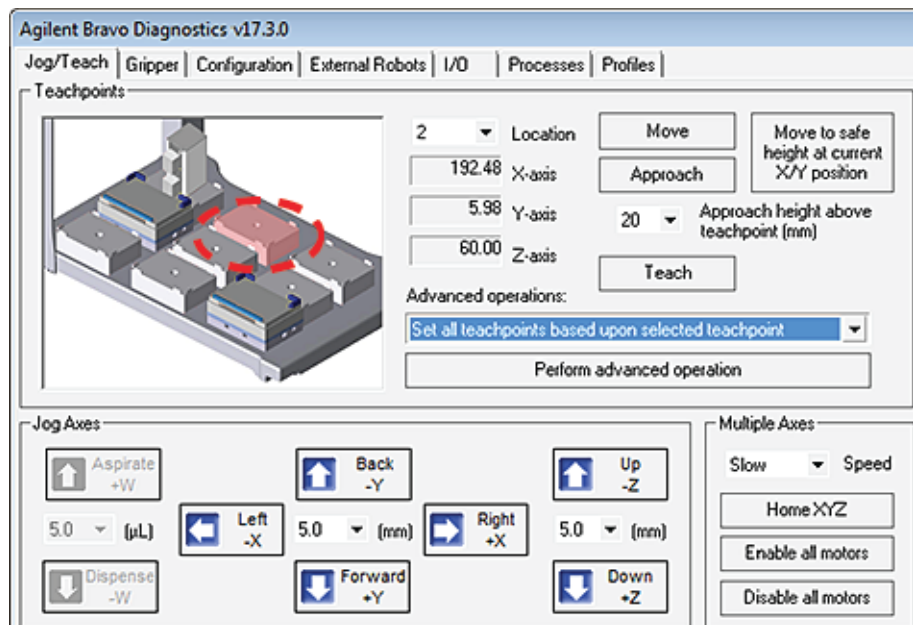 Agilent Bravo Diagnostics v17.3.0
Jog/Teach Gripper Configuration External Robots I/O Processes Profiles
Teachpoints
2 Location
192.48 X-axis
5.98 Y-axis
60.00 Z-axis
Move
Approach
20 Approach height above
teachpoint (mm)
Teach
Move to safe
height at current
X/Y position
Advanced operations:
Set all teachpoints based upon selected teachpoint
Perform advanced operation
Jog Axes
Aspirate
+W
5.0 (µL)
Dispense
-W
Left
-X
Back
-Y
5.0 (mm)
Forward
+Y
Right
+X
Up
-Z
5.0 (mm)
Down
+Z
Multiple Axes
Slow Speed
Home XYZ
Enable all motors
Disable all motors